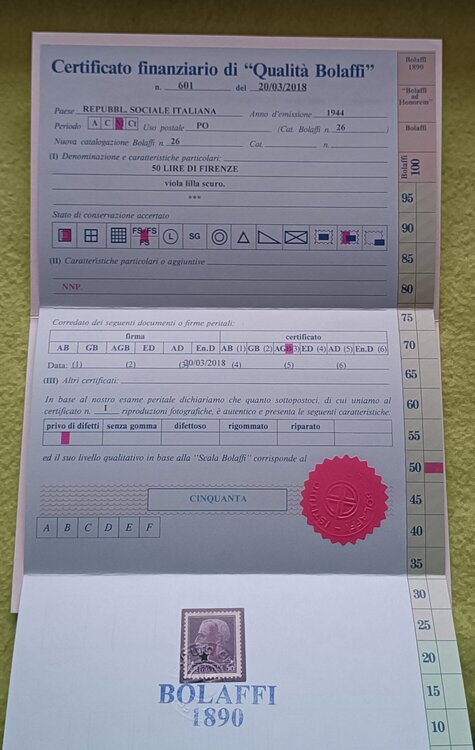 Certificato finanziario di “Qualità Bolaffi”
n. 601 del 20/03/2018
Paese REPUBBL. SOCIALE ITALIANA Anno d'emissione 1944
Periodo A C N Ct Uso postale PO (Cat. Bolaffi n. 26 )
Nuova catalogazione Bolaffi n. 26 Cat. n.
(I) Denominazione e caratteristiche particolari:
50 LIRE DI FIRENZE
viola lilla scuro.
***
Stato di conservazione accertato
FS/FS
FS
L
SG
(II) Caratteristiche particolari o aggiuntive
NNP.
Corredato dei seguenti documenti o firme peritali:
firma certificato
AB GB AGB ED AD En.D AB (1) GB (2) AGB (3) ED (4) AD (5) En.D (6)
Data: (1) (2) (3) 20/03/2018 (4) (5) (6)
(III) Altri certificati:
In base al nostro esame peritale dichiariamo che quanto sottopostoci, di cui uniamo al
certificato n. 1 riproduzioni fotografiche, è autentico e presenta le seguenti caratteristiche.
privo di difetti senza gomma difettoso rigommato riparato
ed il suo livello qualitativo in base alla "Scala Bolaffi" corrisponde al
CINQUANTA
A B C D E F
BOLAFFI
1890
Bolaffi
1890
"Bolaffi
ad
Honorem"
Bolaffi
Bolaffi
100
95
90
85
80
75
70
65
60
55
50
45
40
35
30
25
20
15
10